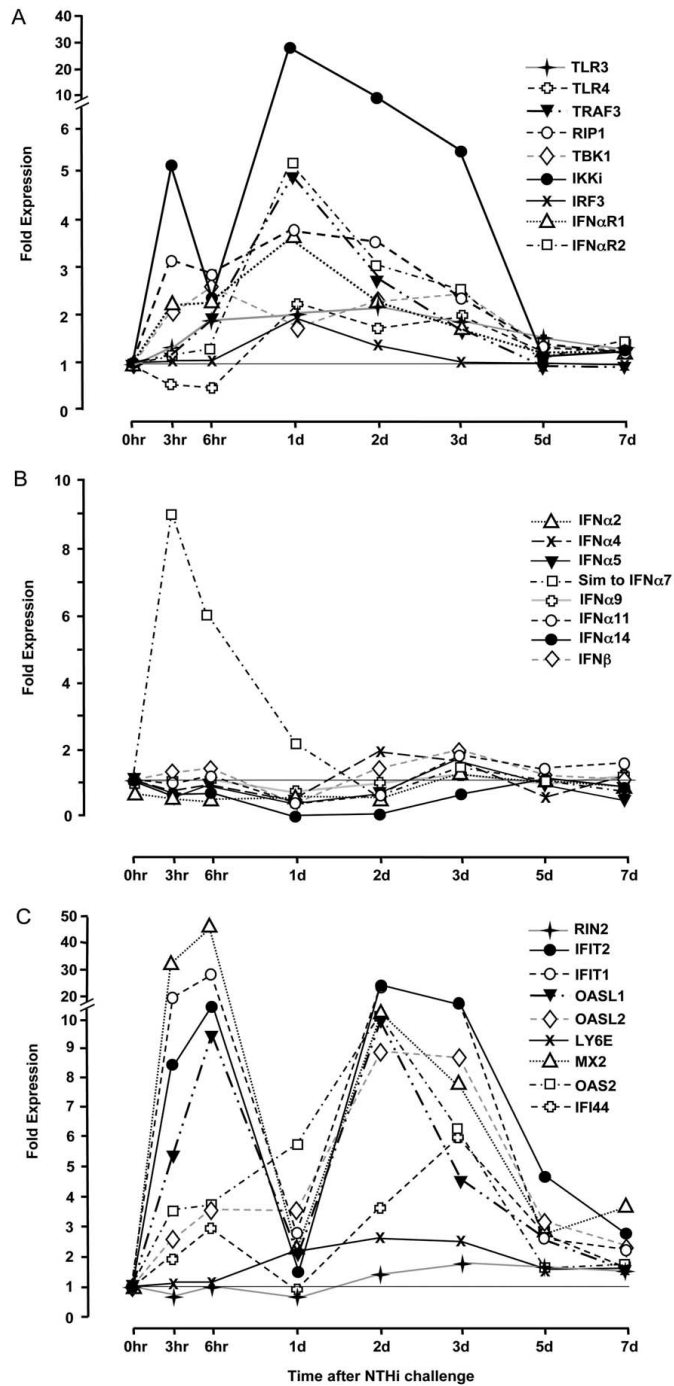 A
40
30
20
10
6
5
4
3
2
1
0
Fold Expression
TLR3
TLR4
TRAF3
RIP1
TBK1
IKKi
IRF3
IFNαR1
IFNαR2
0hr 3hr 6hr 1d 2d 3d 5d 7d
B
10
8
6
4
2
1
0
Fold Expression
IFNα2
IFNα4
IFNα5
Sim to IFNα7
IFNα9
IFNα11
IFNα14
IFNβ
0hr 3hr 6hr 1d 2d 3d 5d 7d
C
50
40
30
20
10
9
8
7
6
5
4
3
2
1
0
Fold Expression
RIN2
IFIT2
IFIT1
OASL1
OASL2
LY6E
MX2
OAS2
IFI44
0hr 3hr 6hr 1d 2d 3d 5d 7d
Time after NTHi challenge